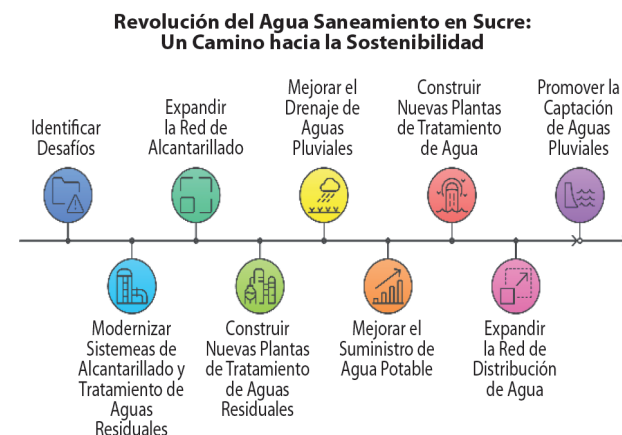 Revolución del Agua Saneamiento en Sucre:
Un Camino hacia la Sostenibilidad
Identificar
Desafíos
Modernizar
Sistemeas de
Alcantarillado y
Tratamiento de
Aguas
Residuales
Expandir
la Red de
Alcantarillado
Construir
Nuevas Plantas
de Tratamiento
de Aguas
Residuales
Mejorar el
Drenaje de
Aguas
Pluviales
Mejorar el
Suministro de
Agua Potable
Construir
Nuevas Plantas
de Tratamiento
de Agua
Expandir
la Red de
Distribución
de Agua
Promover la
Captación
de Aguas
Pluviales